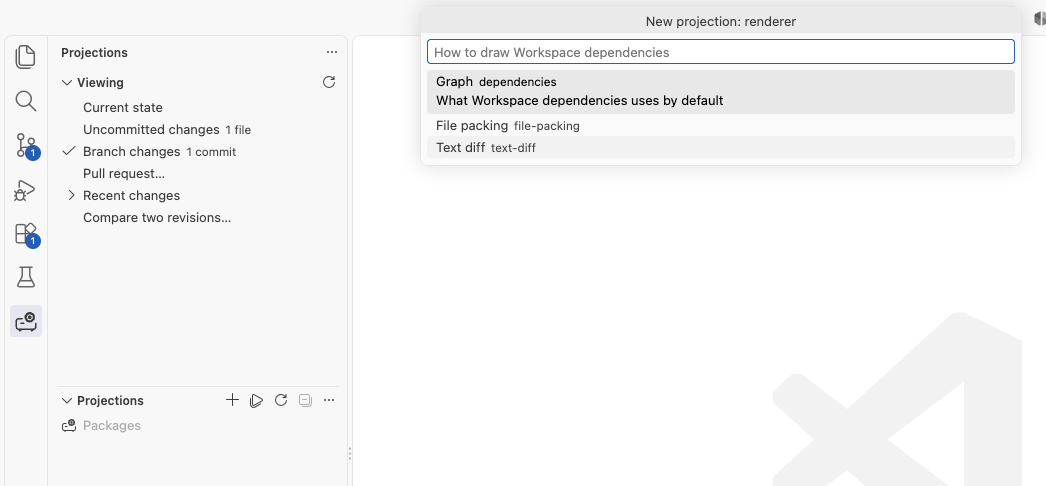 New projection: renderer
How to draw Workspace dependencies
Graph dependencies
What Workspace dependencies uses by default
File packing file-packing
Text diff text-diff
Projections
Viewing
Current state
Uncommitted changes 1 file
Branch changes 1 commit
Pull request...
Recent changes
Compare two revisions...
1
1
Projections
Packages